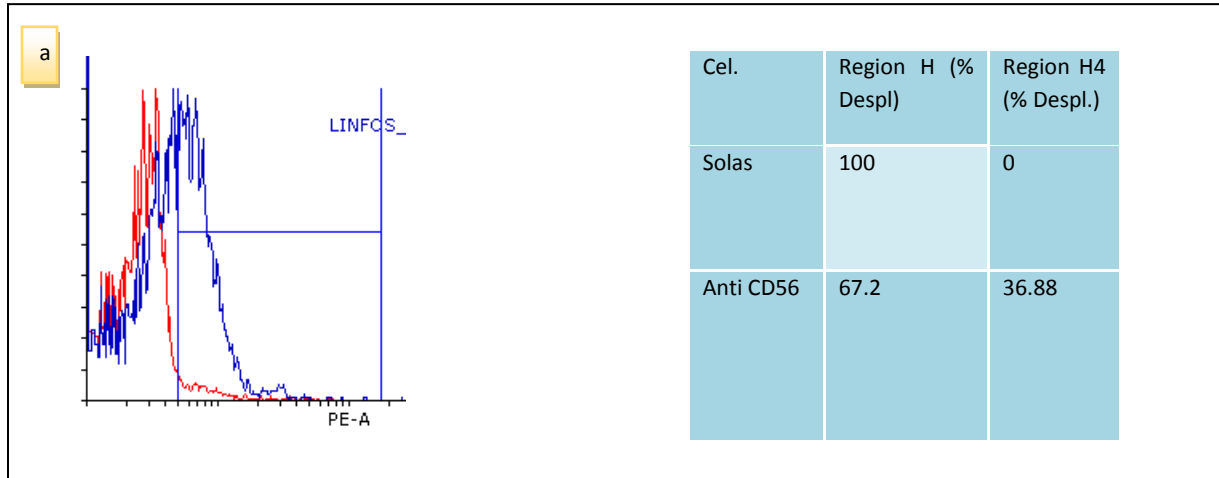 a
LINFOS_
PE-A
Cel.
Region H (%
Despl)
Region H4
(% Despl.)
Solas
100
0
Anti CD56
67.2
36.88